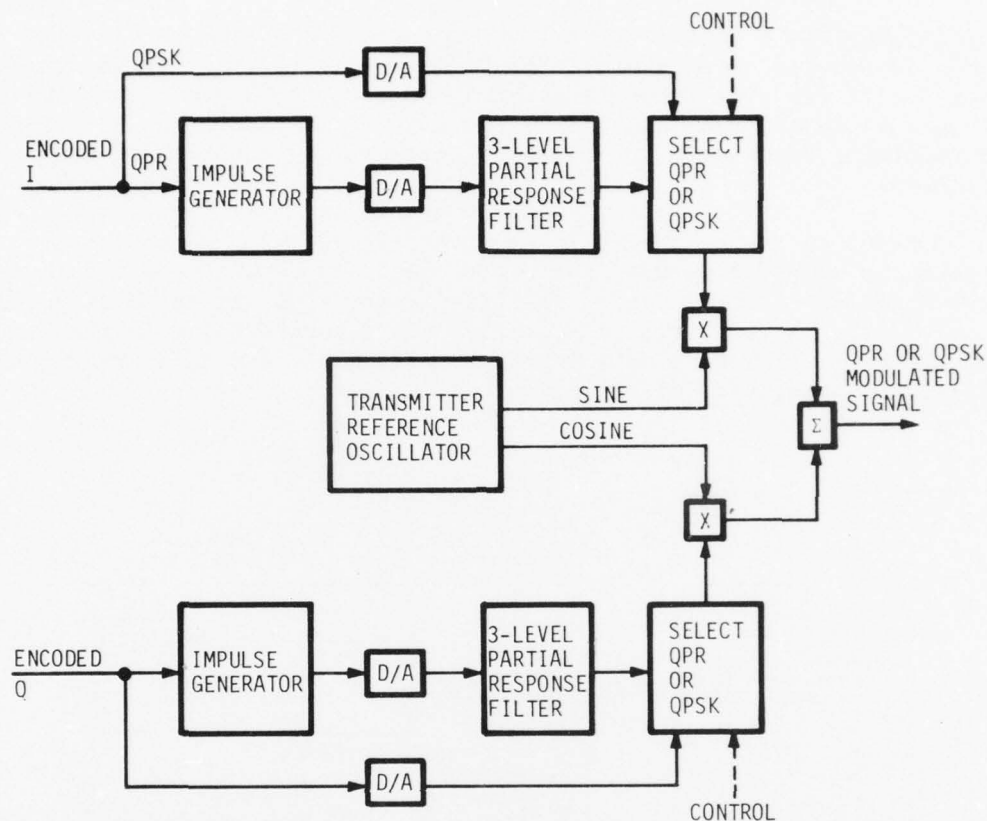 CONTROL
QPSK
D/A
ENCODED
I
QPR
IMPULSE
GENERATOR
D/A
3-LEVEL
PARTIAL
RESPONSE
FILTER
SELECT
QPR
OR
QPSK
X
TRANSMITTER
REFERENCE
OSCILLATOR
SINE
COSINE
QPR OR QPSK
MODULATED
SIGNAL
Σ
X
ENCODED
Q
IMPULSE
GENERATOR
D/A
3-LEVEL
PARTIAL
RESPONSE
FILTER
SELECT
QPR
OR
QPSK
D/A
CONTROL